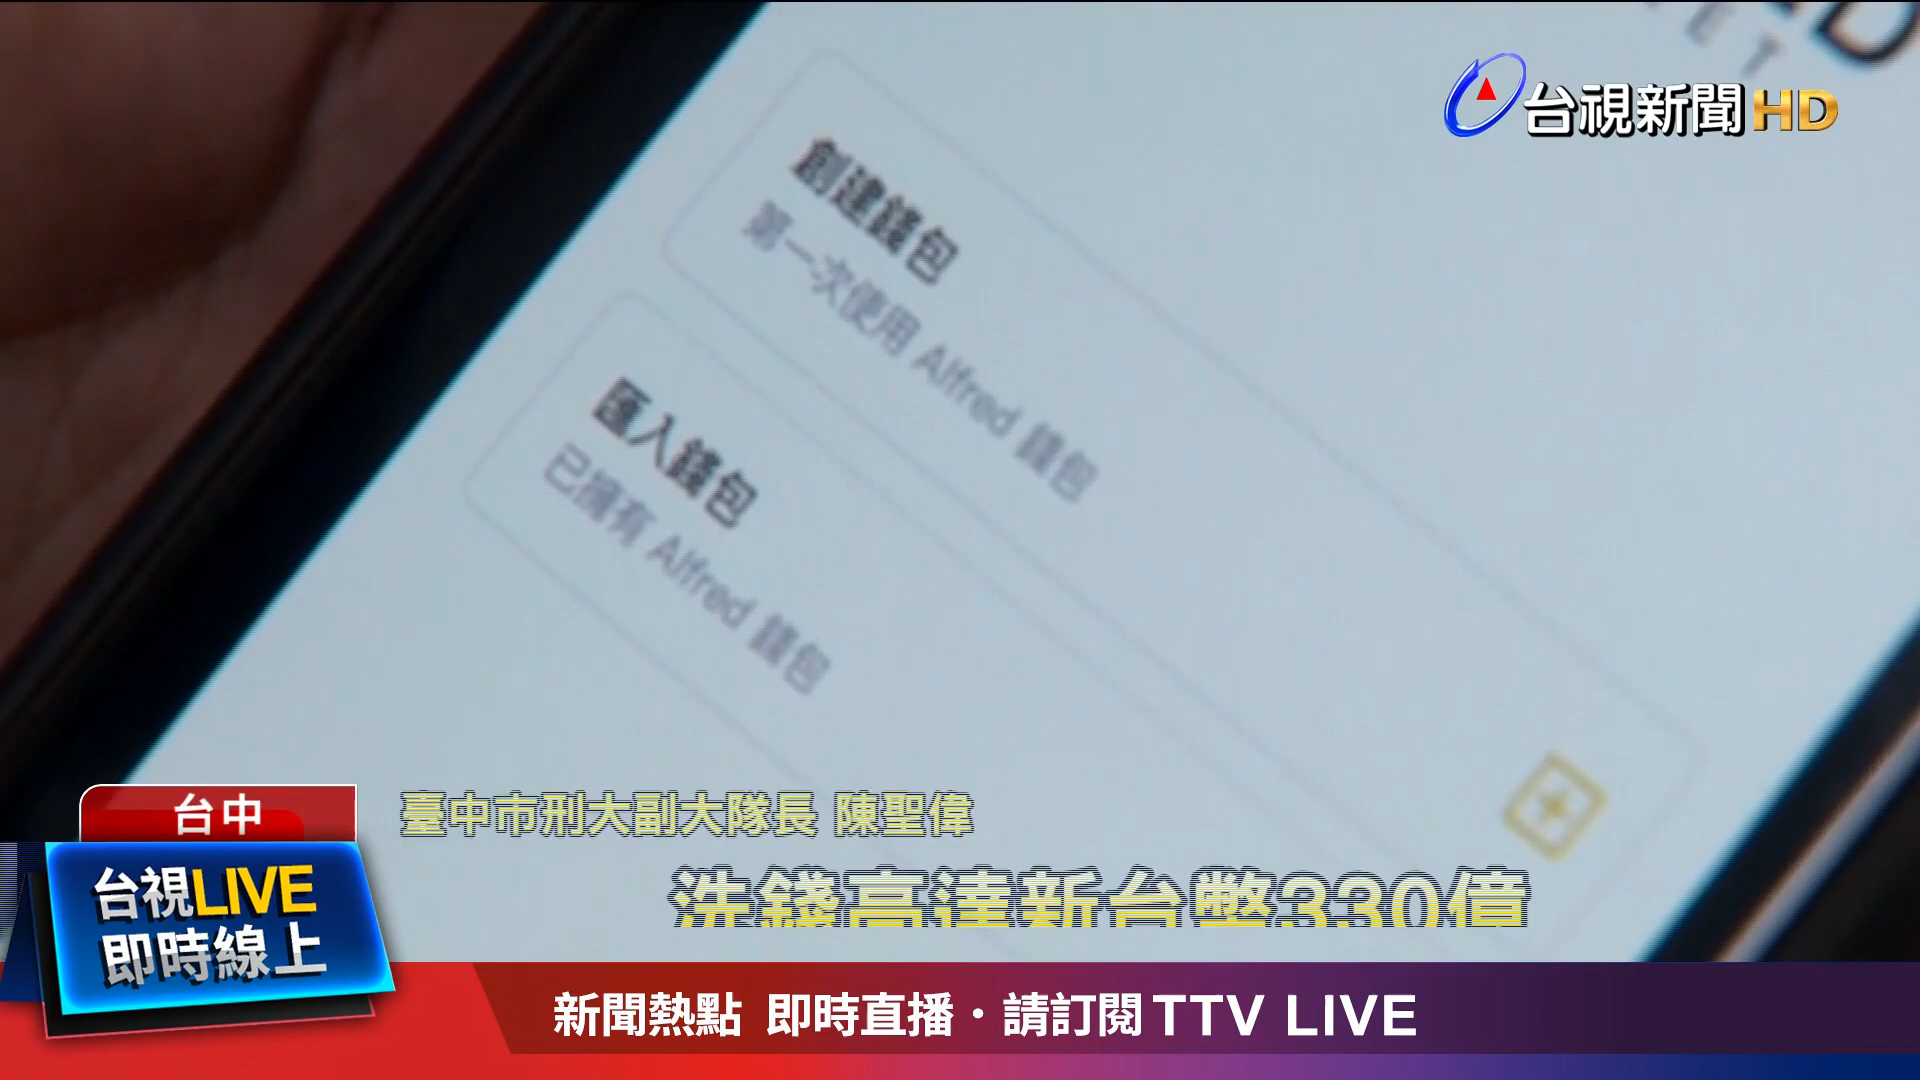 台視新聞HD
創建錢包
第一次使用 Alfred 錢包
匯入錢包
已擁有 Alfred 錢包
台中
臺中市刑大副大隊長 陳聖偉
台視LIVE
即時線上
洗錢高達新台幣330億
新聞熱點 即時直播·請訂閱TTV LIVE